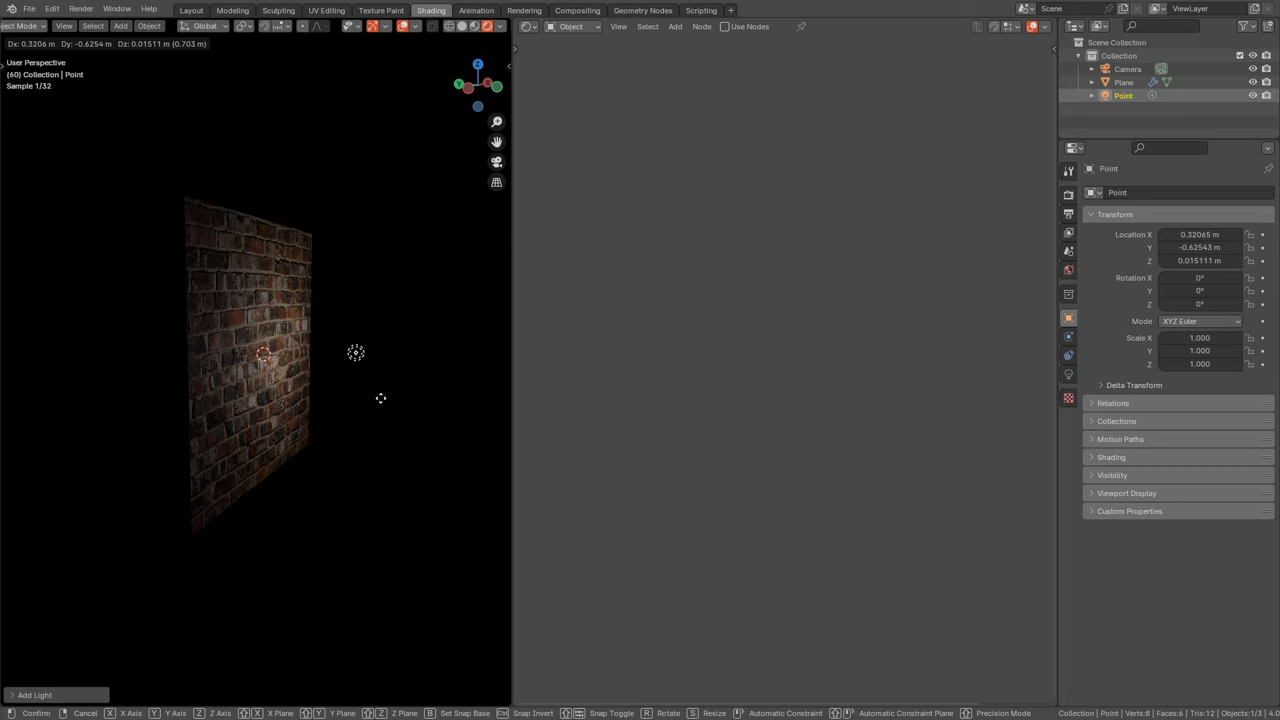 File Edit Render Window Help Layout Modeling Sculpting UV Editing Texture Paint Shading Animation Rendering Compositing Geometry Nodes Scripting + Scene ViewLayer
ject Mode View Select Add Object Global Object View Select Add Node Use Nodes
Dx: 0.3206 m Dy: -0.6254 m Dz: 0.01511 m (0.703 m)
User Perspective
(60) Collection | Point
Sample 1/32
Z
Y
X
Scene Collection
Collection
Camera
Plane
Point
Point
Point
Transform
Location X 0.32065 m
Y -0.62543 m
Z 0.015111 m
Rotation X 0°
Y 0°
Z 0°
Mode XYZ Euler
Scale X 1.000
Y 1.000
Z 1.000
Delta Transform
Relations
Collections
Motion Paths
Shading
Visibility
Viewport Display
Custom Properties
Add Light
Confirm Cancel X X Axis Y Y Axis Z Z Axis X X Plane Y Y Plane Z Z Plane B Set Snap Base Ctrl Snap Invert Snap Toggle R Rotate S Resize Automatic Constraint Automatic Constraint Plane Precision Mode Collection | Point | Verts:8 | Faces:6 | Tris:12 | Objects:1/3 | 4.0